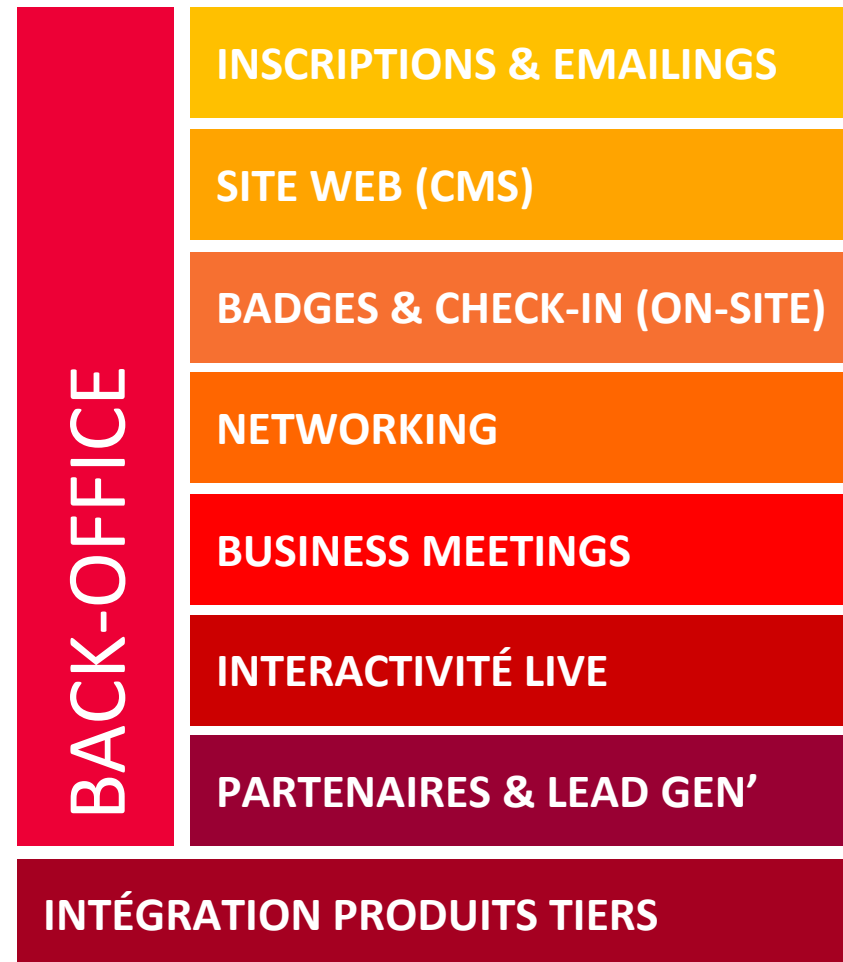 BACK-OFFICE
INSCRIPTIONS & EMAILINGS
SITE WEB (CMS)
BADGES & CHECK-IN (ON-SITE)
NETWORKING
BUSINESS MEETINGS
INTERACTIVITÉ LIVE
PARTENAIRES & LEAD GEN’
INTÉGRATION PRODUITS TIERS